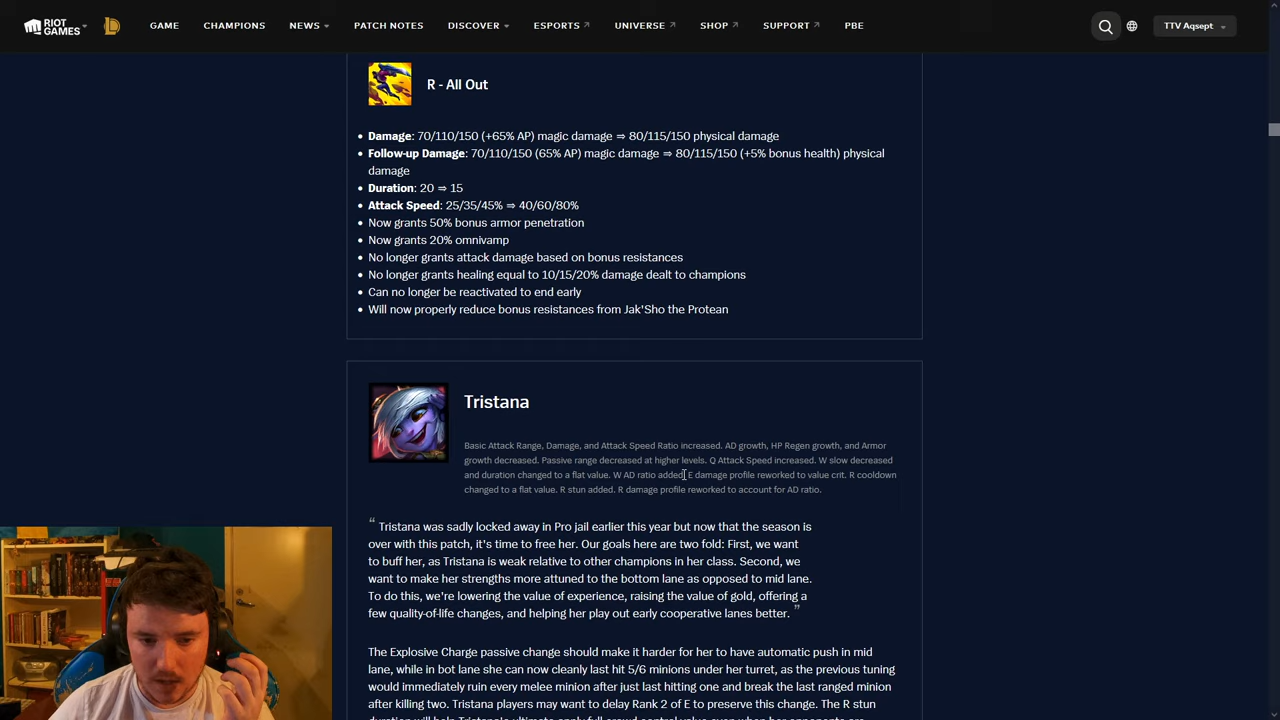 RIOT GAMES
GAME
CHAMPIONS
NEWS
PATCH NOTES
DISCOVER
ESPORTS
UNIVERSE
SHOP
SUPPORT
PBE
TTV Aqsept
R - All Out
Damage: 70/110/150 (+65% AP) magic damage ⇒ 80/115/150 physical damage
Follow-up Damage: 70/110/150 (65% AP) magic damage ⇒ 80/115/150 (+5% bonus health) physical
damage
Duration: 20 ⇒ 15
Attack Speed: 25/35/45% ⇒ 40/60/80%
Now grants 50% bonus armor penetration
Now grants 20% omnivamp
No longer grants attack damage based on bonus resistances
No longer grants healing equal to 10/15/20% damage dealt to champions
Can no longer be reactivated to end early
Will now properly reduce bonus resistances from Jak'Sho the Protean
Tristana
Basic Attack Range, Damage, and Attack Speed Ratio increased. AD growth, HP Regen growth, and Armor
growth decreased. Passive range decreased at higher levels. Q Attack Speed increased. W slow decreased
and duration changed to a flat value. W AD ratio added. E damage profile reworked to value crit. R cooldown
changed to a flat value. R stun added. R damage profile reworked to account for AD ratio.
“ Tristana was sadly locked away in Pro jail earlier this year but now that the season is
over with this patch, it's time to free her. Our goals here are two fold: First, we want
to buff her, as Tristana is weak relative to other champions in her class. Second, we
want to make her strengths more attuned to the bottom lane as opposed to mid lane.
To do this, we're lowering the value of experience, raising the value of gold, offering a
few quality-of-life changes, and helping her play out early cooperative lanes better. ”
The Explosive Charge passive change should make it harder for her to have automatic push in mid
lane, while in bot lane she can now cleanly last hit 5/6 minions under her turret, as the previous tuning
would immediately ruin every melee minion after just last hitting one and break the last ranged minion
after killing two. Tristana players may want to delay Rank 2 of E to preserve this change. The R stun
duration will help Tristana's ultimate apply full crowd control value even when her opponents are